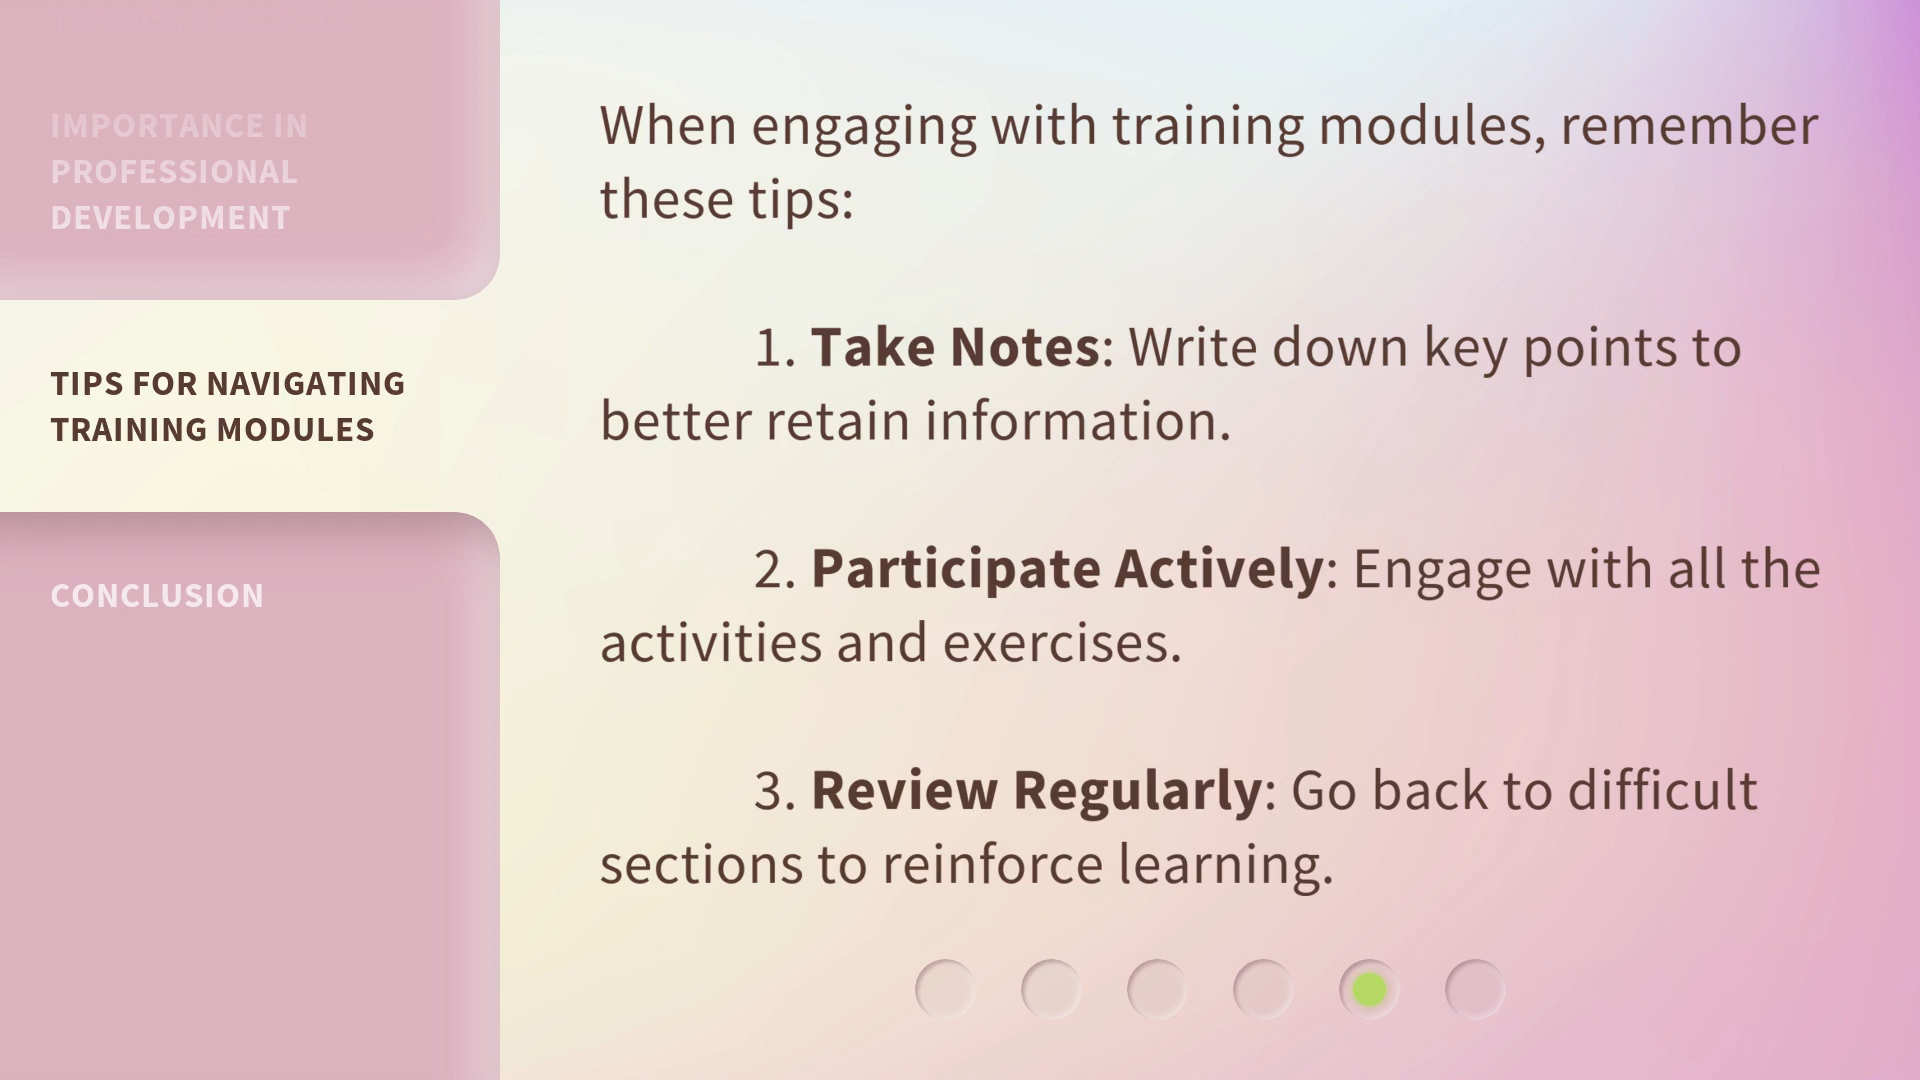 IMPORTANCE IN
PROFESSIONAL
DEVELOPMENT
TIPS FOR NAVIGATING
TRAINING MODULES
CONCLUSION
When engaging with training modules, remember
these tips:
1. Take Notes: Write down key points to
better retain information.
2. Participate Actively: Engage with all the
activities and exercises.
3. Review Regularly: Go back to difficult
sections to reinforce learning.